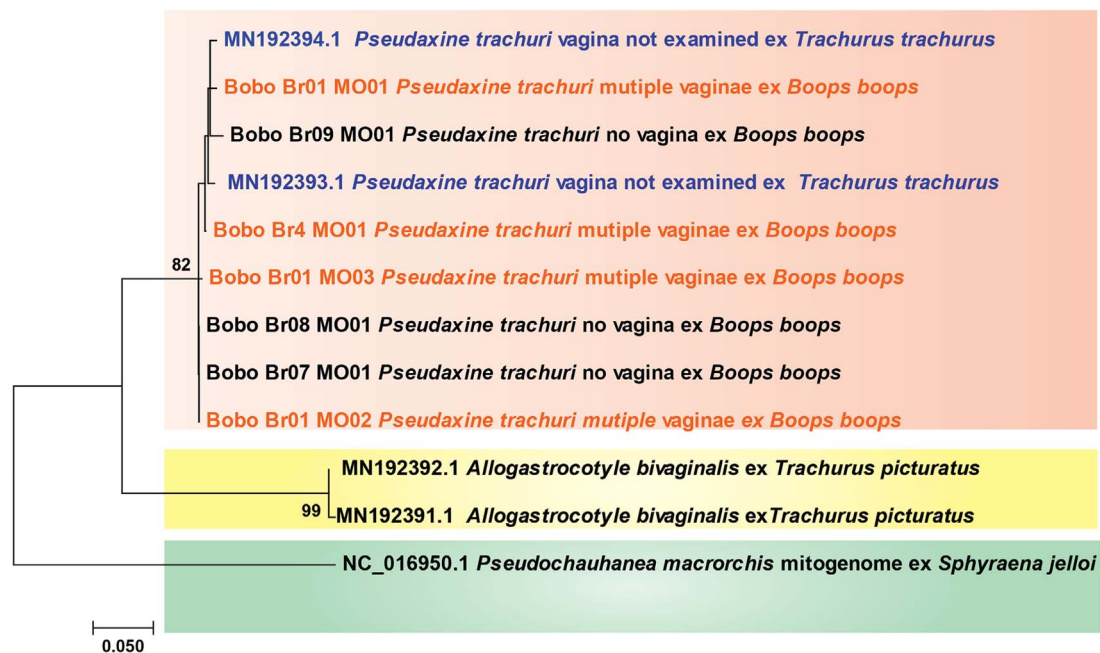 MN192394.1 Pseudaxine trachuri vagina not examined ex Trachurus trachurus
Bobo Br01 MO01 Pseudaxine trachuri mutiple vaginae ex Boops boops
Bobo Br09 MO01 Pseudaxine trachuri no vagina ex Boops boops
MN192393.1 Pseudaxine trachuri vagina not examined ex Trachurus trachurus
Bobo Br4 MO01 Pseudaxine trachuri mutiple vaginae ex Boops boops
82
Bobo Br01 MO03 Pseudaxine trachuri mutiple vaginae ex Boops boops
Bobo Br08 MO01 Pseudaxine trachuri no vagina ex Boops boops
Bobo Br07 MO01 Pseudaxine trachuri no vagina ex Boops boops
Bobo Br01 MO02 Pseudaxine trachuri mutiple vaginae ex Boops boops
MN192392.1 Allogastrocotyle bivaginalis ex Trachurus picturatus
99 MN192391.1 Allogastrocotyle bivaginalis exTrachurus picturatus
NC_016950.1 Pseudochauhanea macrorchis mitogenome ex Sphyraena jelloi
0.050